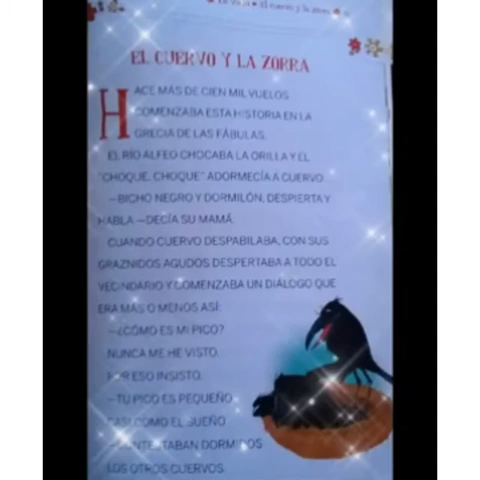 EL CUERVO Y LA ZORRA
HACE MÁS DE CIEN MIL VUELOS
COMENZABA ESTA HISTORIA EN LA
GRECIA DE LAS FÁBULAS.
EL RÍO ALFEO CHOCABA LA ORILLA Y EL
"CHOQUE, CHOQUE" ADORMECÍA A CUERVO.
—BICHO NEGRO Y DORMILÓN, DESPIERTA Y
HABLA —DECÍA SU MAMÁ.
CUANDO CUERVO DESPABILABA, CON SUS
GRAZNIDOS AGUDOS DESPERTABA A TODO EL
VECINDARIO Y COMENZABA UN DIÁLOGO QUE
ERA MÁS O MENOS ASÍ:
—¿CÓMO ES MI PICO?
NUNCA ME HE VISTO.
POR ESO INSISTO.
—TU PICO ES PEQUEÑO
CASI COMO EL SUEÑO
—CONTESTABAN DORMIDOS
LOS OTROS CUERVOS.